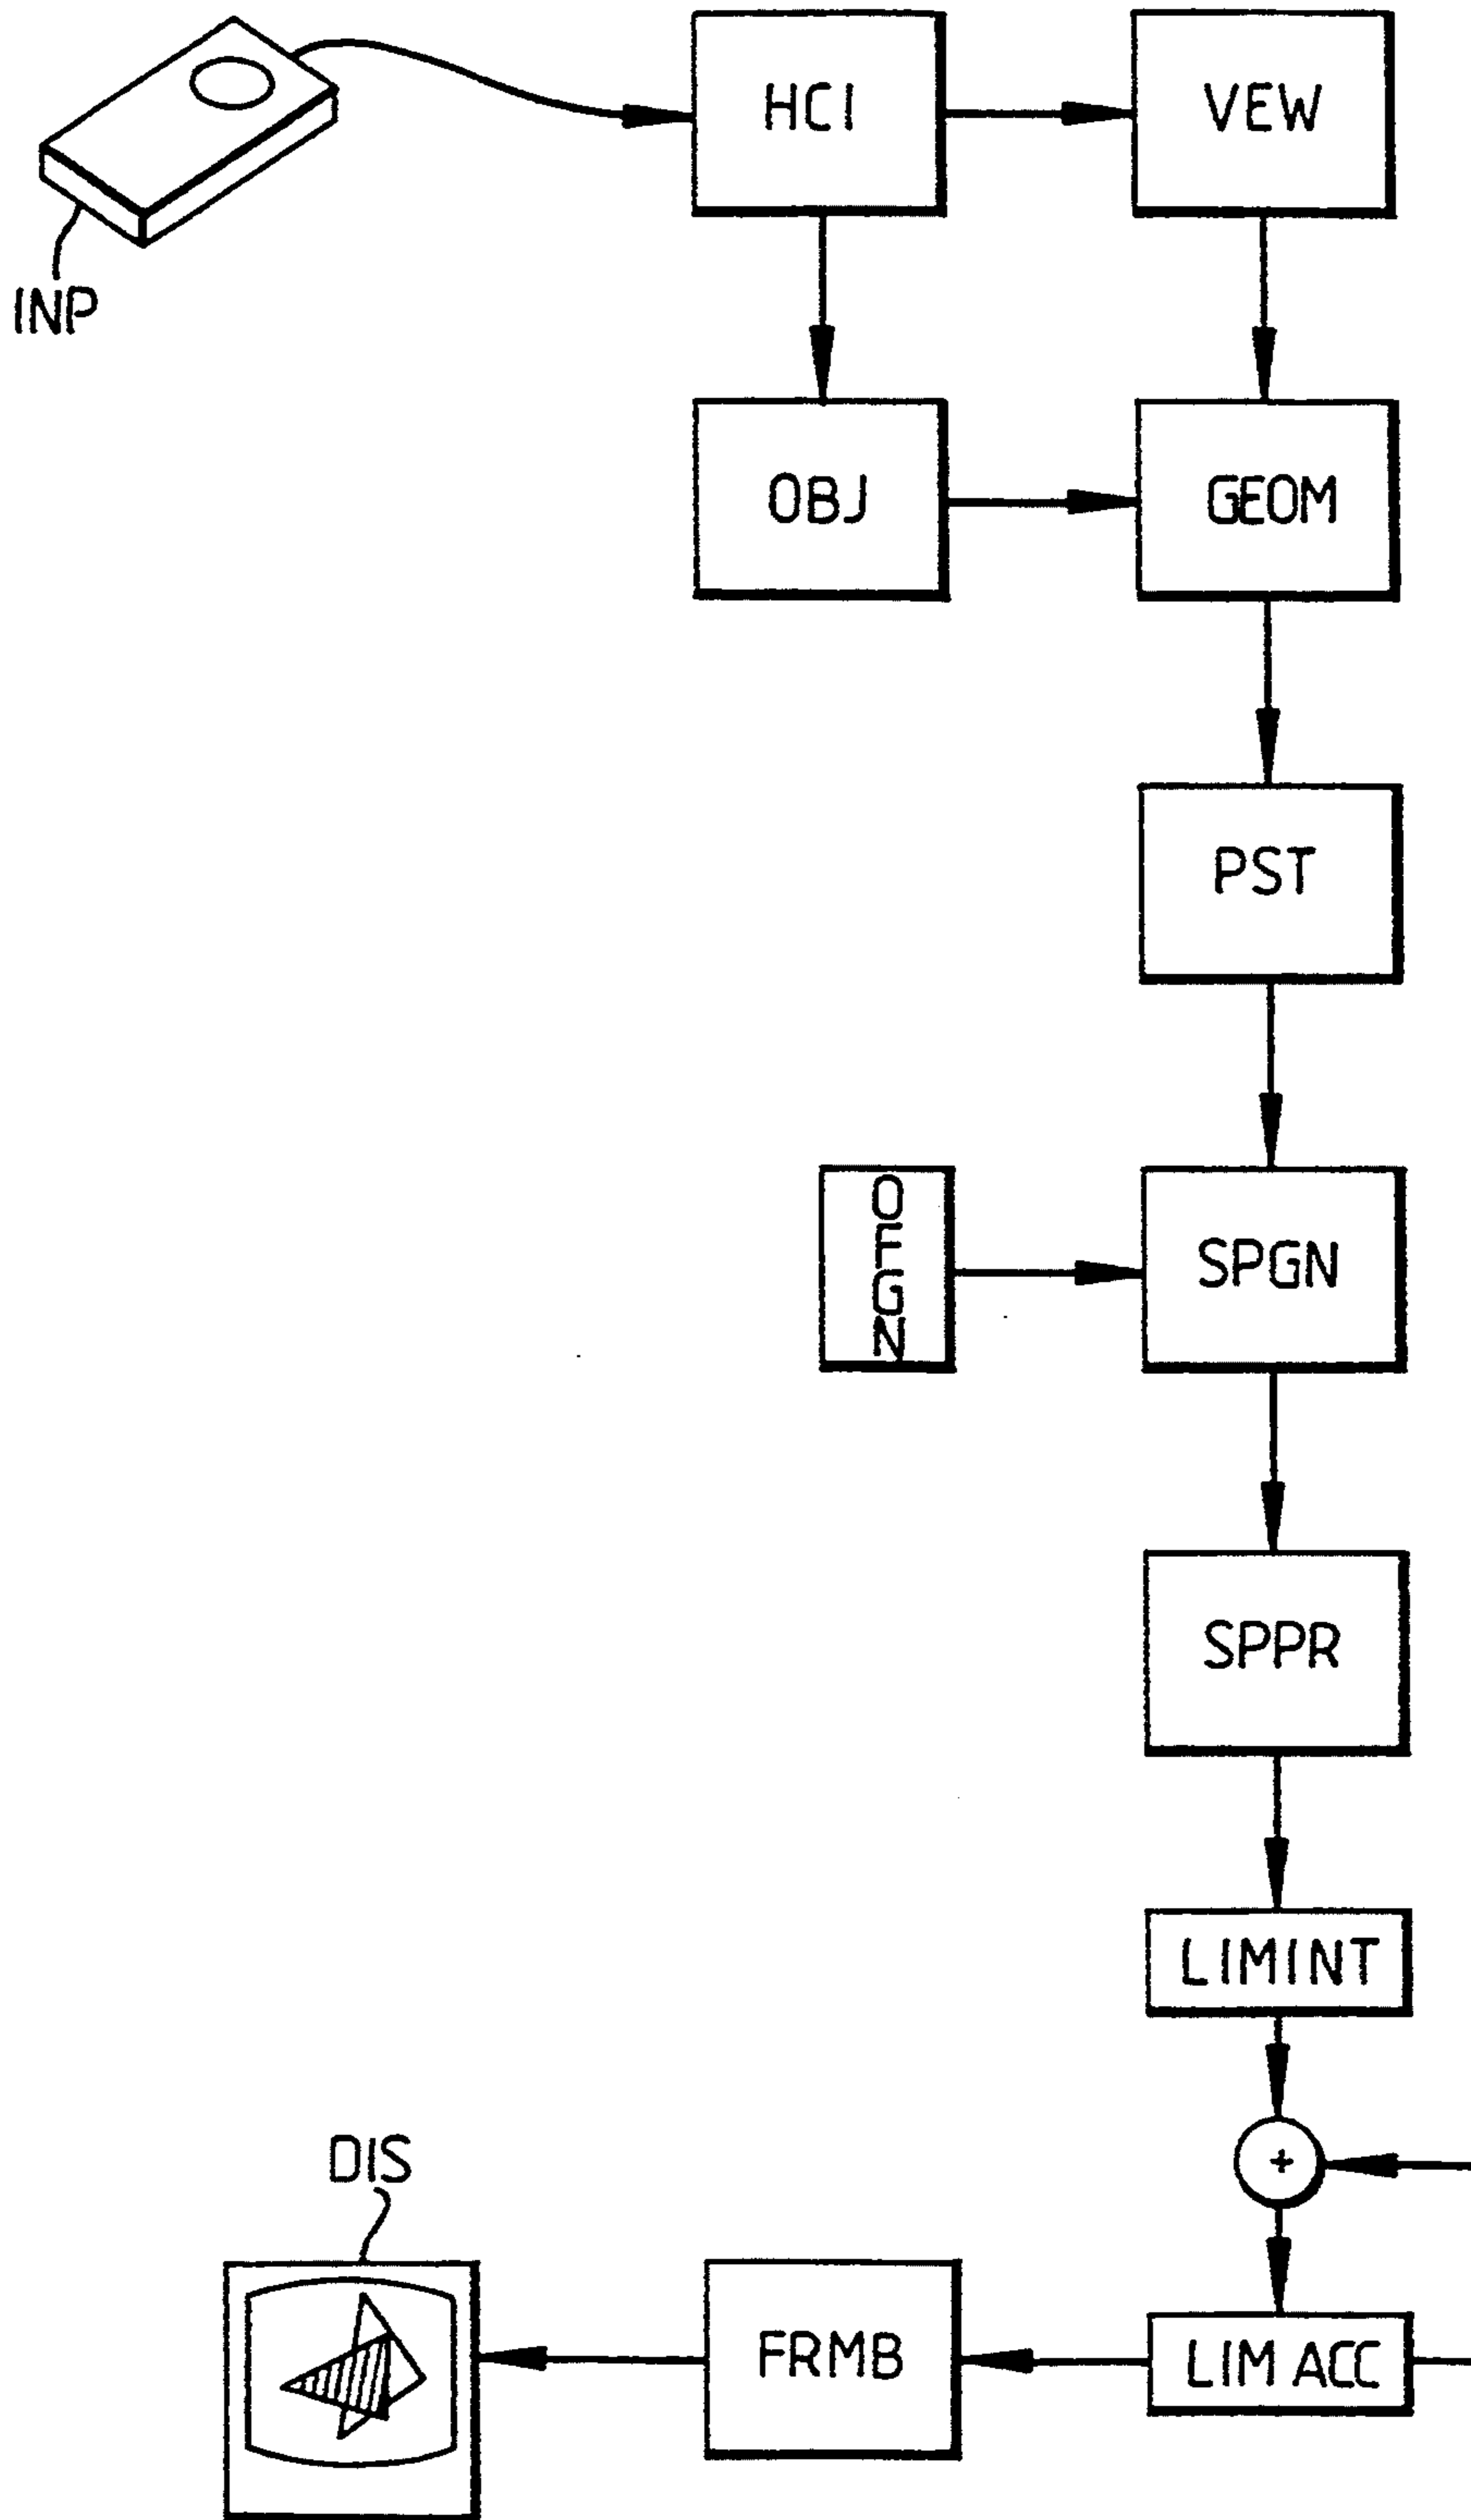 HCI
VEW
INP
OBJ
GEOM
PST
OFGN
SPGN
SPPR
LIMINT
+
DIS
FRMB
LIM ACC